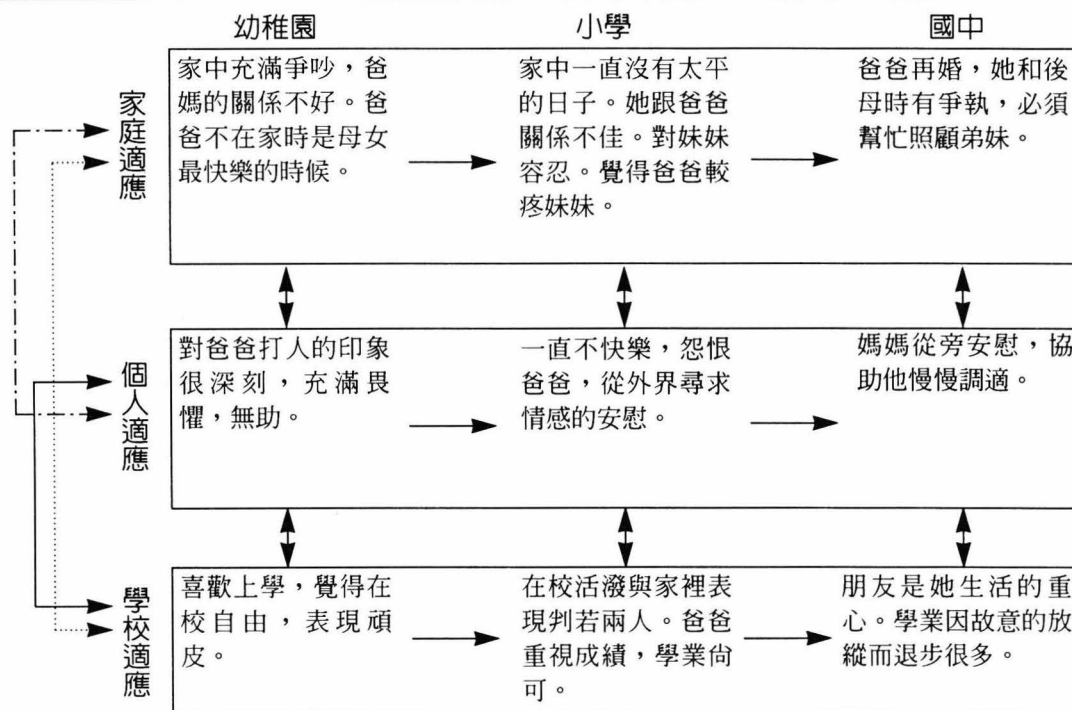 幼稚園
小學
國中
家庭適應
家中充滿爭吵，爸
媽的關係不好。爸
爸不在家時是母女
最快樂的時候。
家中一直沒有太平
的日子。她跟爸爸
關係不佳。對妹妹
容忍。覺得爸爸較
疼妹妹。
爸爸再婚，她和後
母時有爭執，必須
幫忙照顧弟妹。
個人適應
對爸爸打人的印象
很深刻，充滿畏
懼，無助。
一直不快樂，怨恨
爸爸，從外界尋求
情感的安慰。
媽媽從旁安慰，協
助他慢慢調適。
學校適應
喜歡上學，覺得在
校自由，表現頑
皮。
在校活潑與家裡表
現判若兩人。爸爸
重視成績，學業尚
可。
朋友是她生活的重
心。學業因故意的放
縱而退步很多。